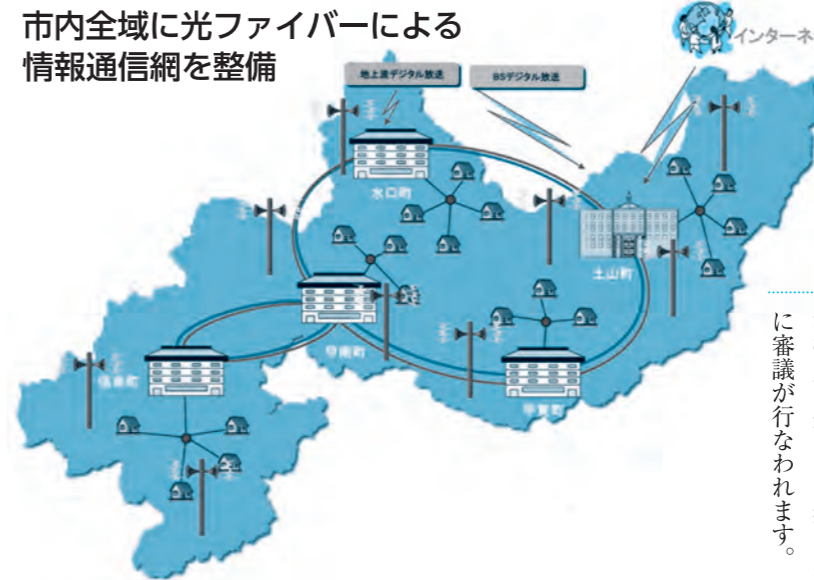 市内全域に光ファイバーによる
情報通信網を整備
地上波デジタル放送
BSデジタル放送
インターネ
水口町
土山町
甲南町
信楽町
甲賀町
に審議が行なわれます。